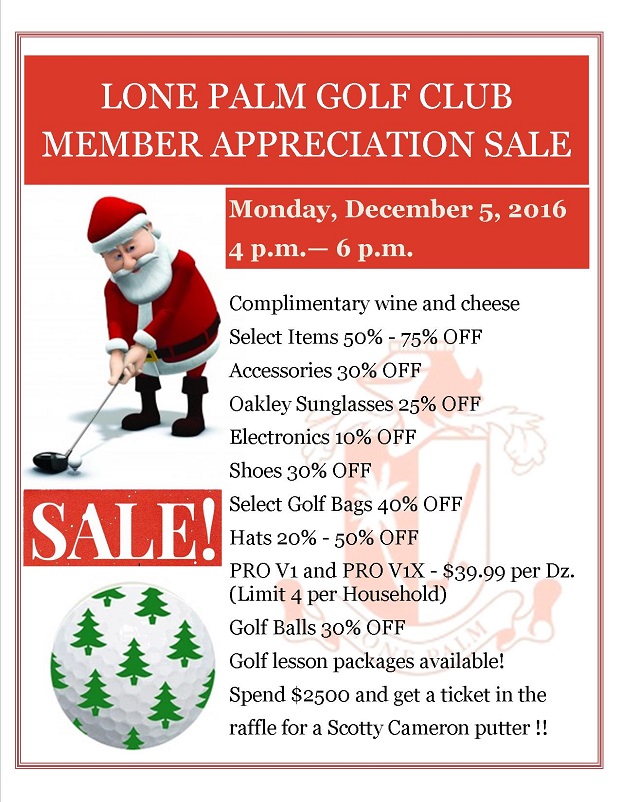 LONE PALM GOLF CLUB
MEMBER APPRECIATION SALE
Monday, December 5, 2016
4 p.m.— 6 p.m.
Complimentary wine and cheese
Select Items 50% - 75% OFF
Accessories 30% OFF
Oakley Sunglasses 25% OFF
Electronics 10% OFF
Shoes 30% OFF
Select Golf Bags 40% OFF
Hats 20% - 50% OFF
PRO V1 and PRO V1X - $39.99 per Dz.
(Limit 4 per Household)
Golf Balls 30% OFF
Golf lesson packages available!
Spend $2500 and get a ticket in the
raffle for a Scotty Cameron putter !!
SALE!
LONE PALM